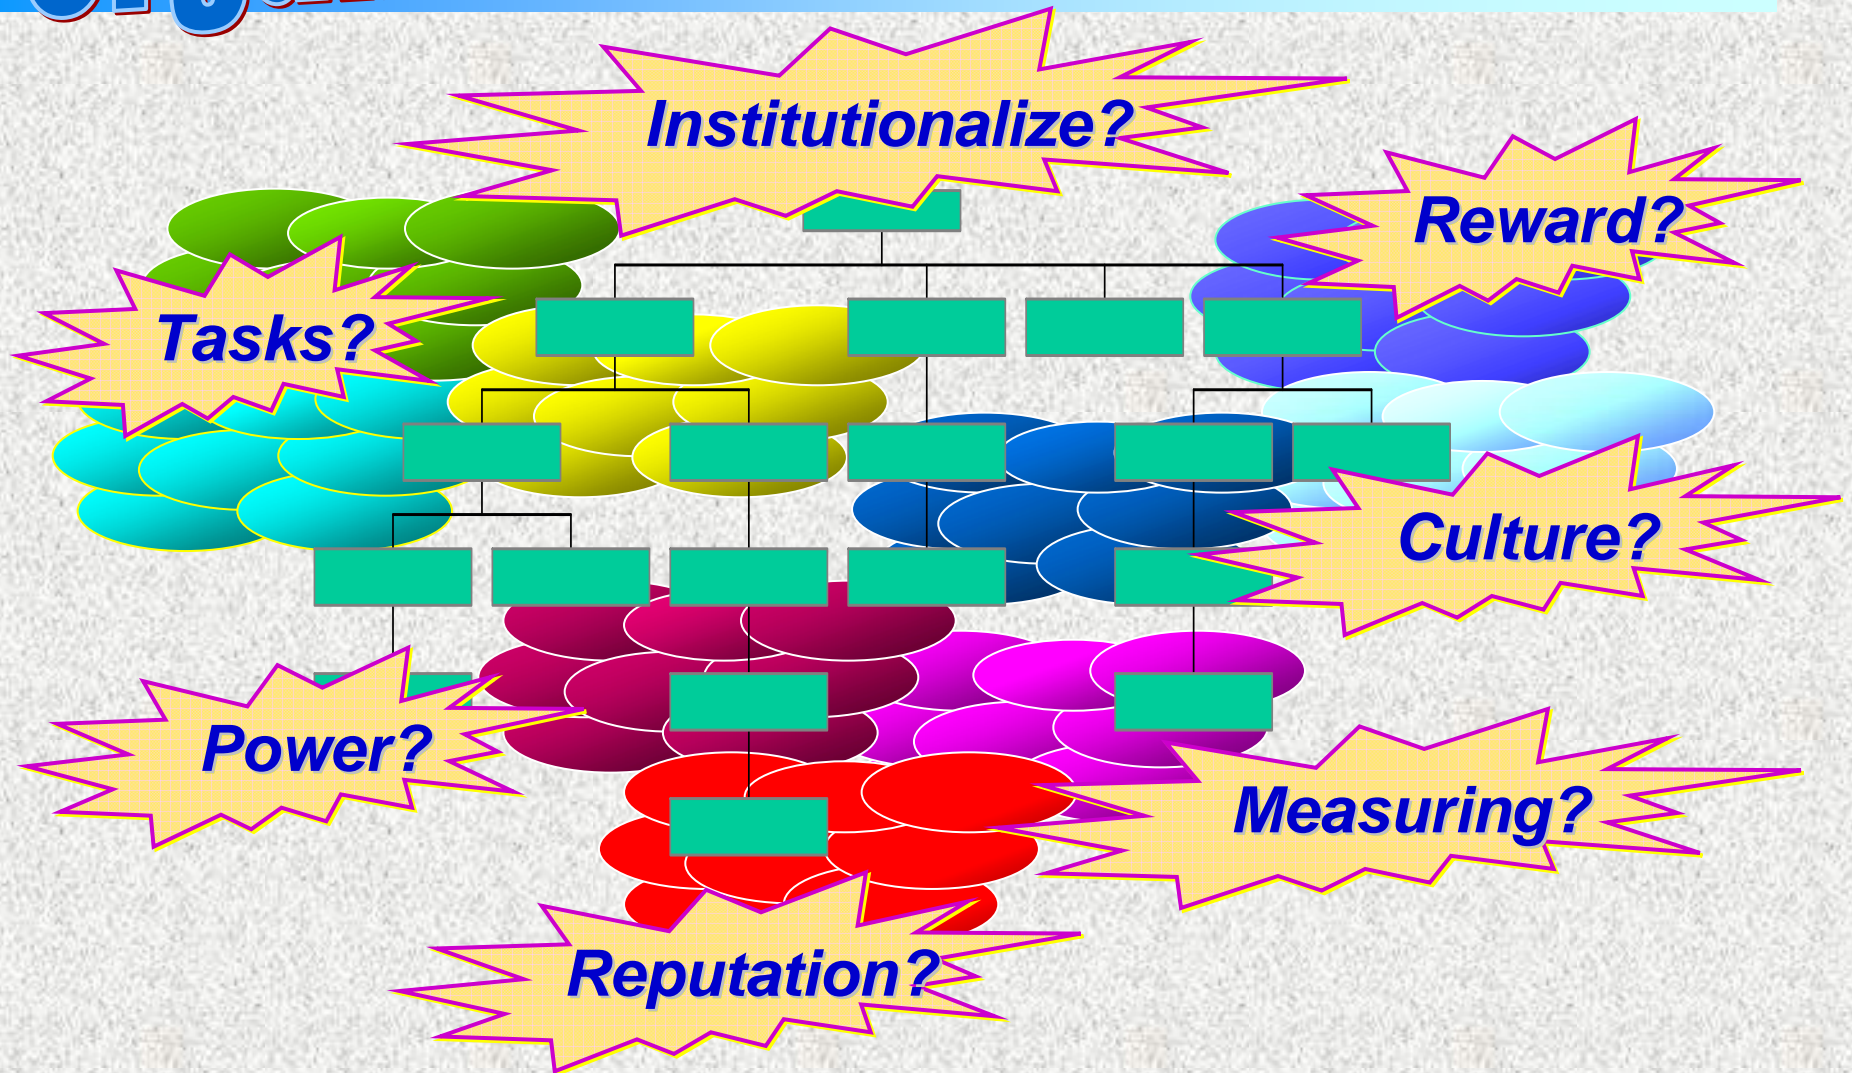 Institutionalize?
Reward?
Tasks?
Culture?
Power?
Measuring?
Reputation?